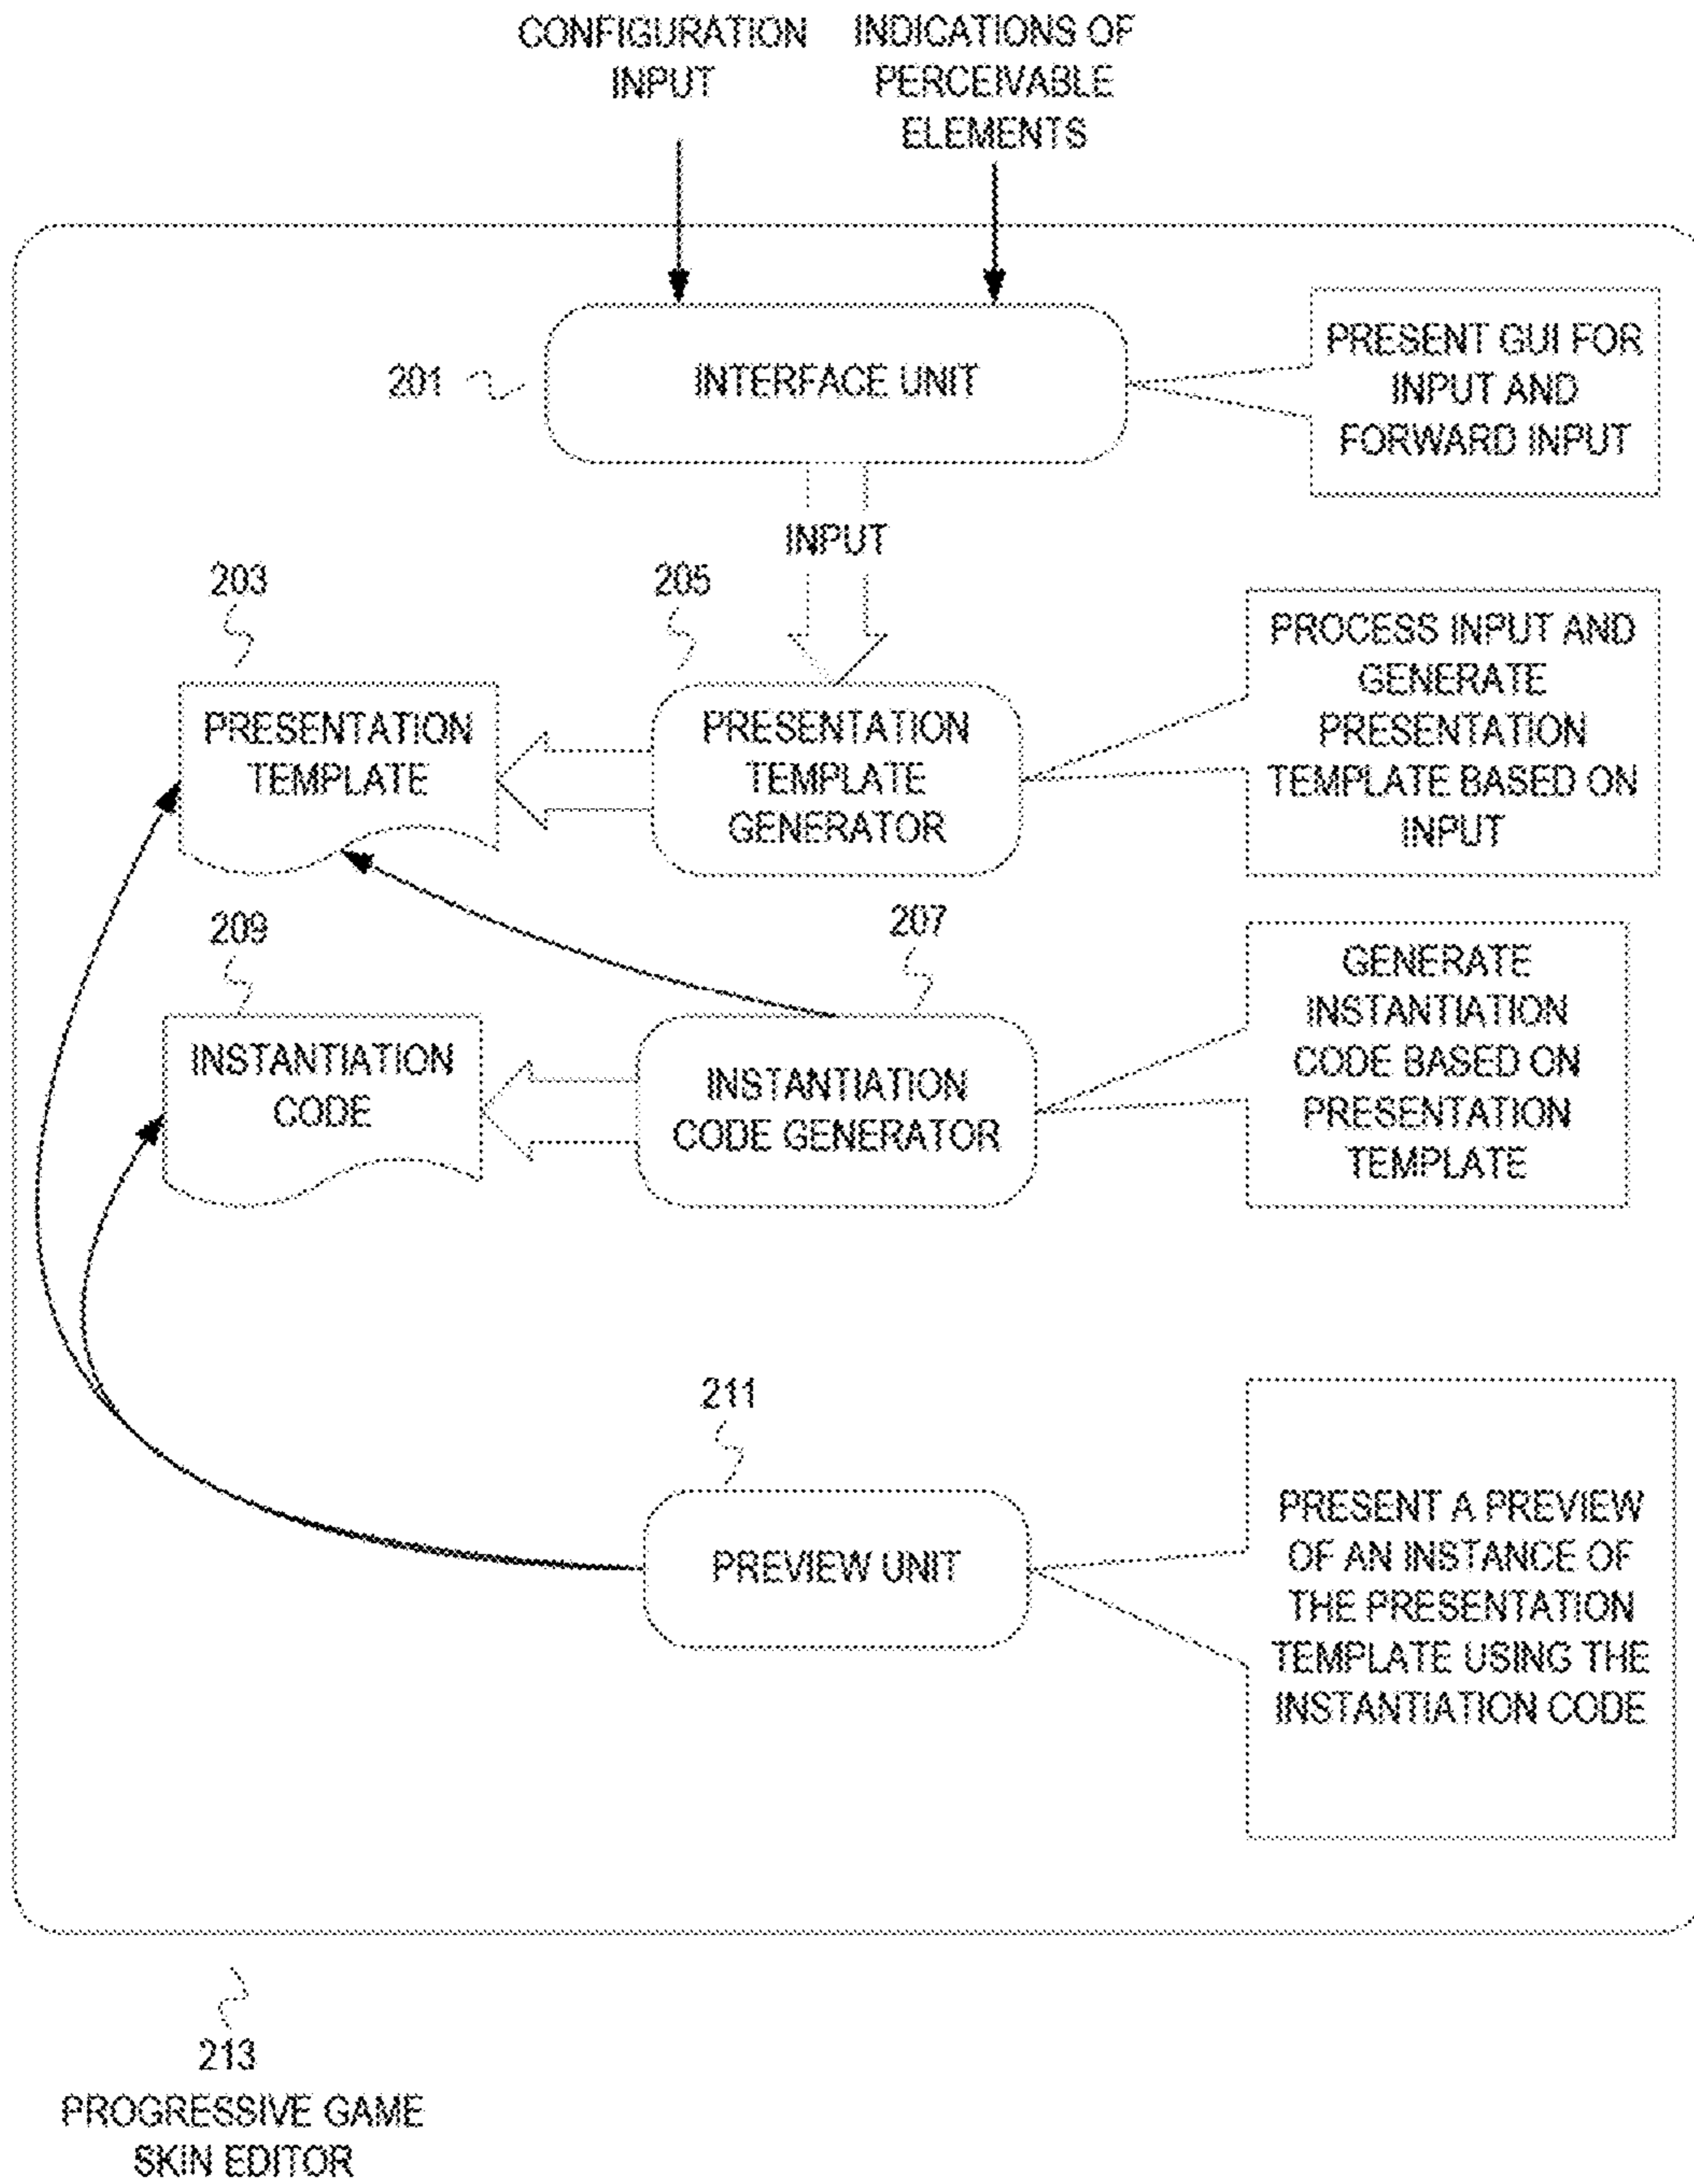 CONFIGURATION
INPUT
INDICATIONS OF
PERCEIVABLE
ELEMENTS
201
INTERFACE UNIT
PRESENT GUI FOR
INPUT AND
FORWARD INPUT
INPUT
203
205
PRESENTATION
TEMPLATE
PRESENTATION
TEMPLATE
GENERATOR
PROCESS INPUT AND
GENERATE
PRESENTATION
TEMPLATE BASED ON
INPUT
209
207
INSTANTIATION
CODE
INSTANTIATION
CODE GENERATOR
GENERATE
INSTANTIATION
CODE BASED ON
PRESENTATION
TEMPLATE
211
PREVIEW UNIT
PRESENT A PREVIEW
OF AN INSTANCE OF
THE PRESENTATION
TEMPLATE USING THE
INSTANTIATION CODE
213
PROGRESSIVE GAME
SKIN EDITOR